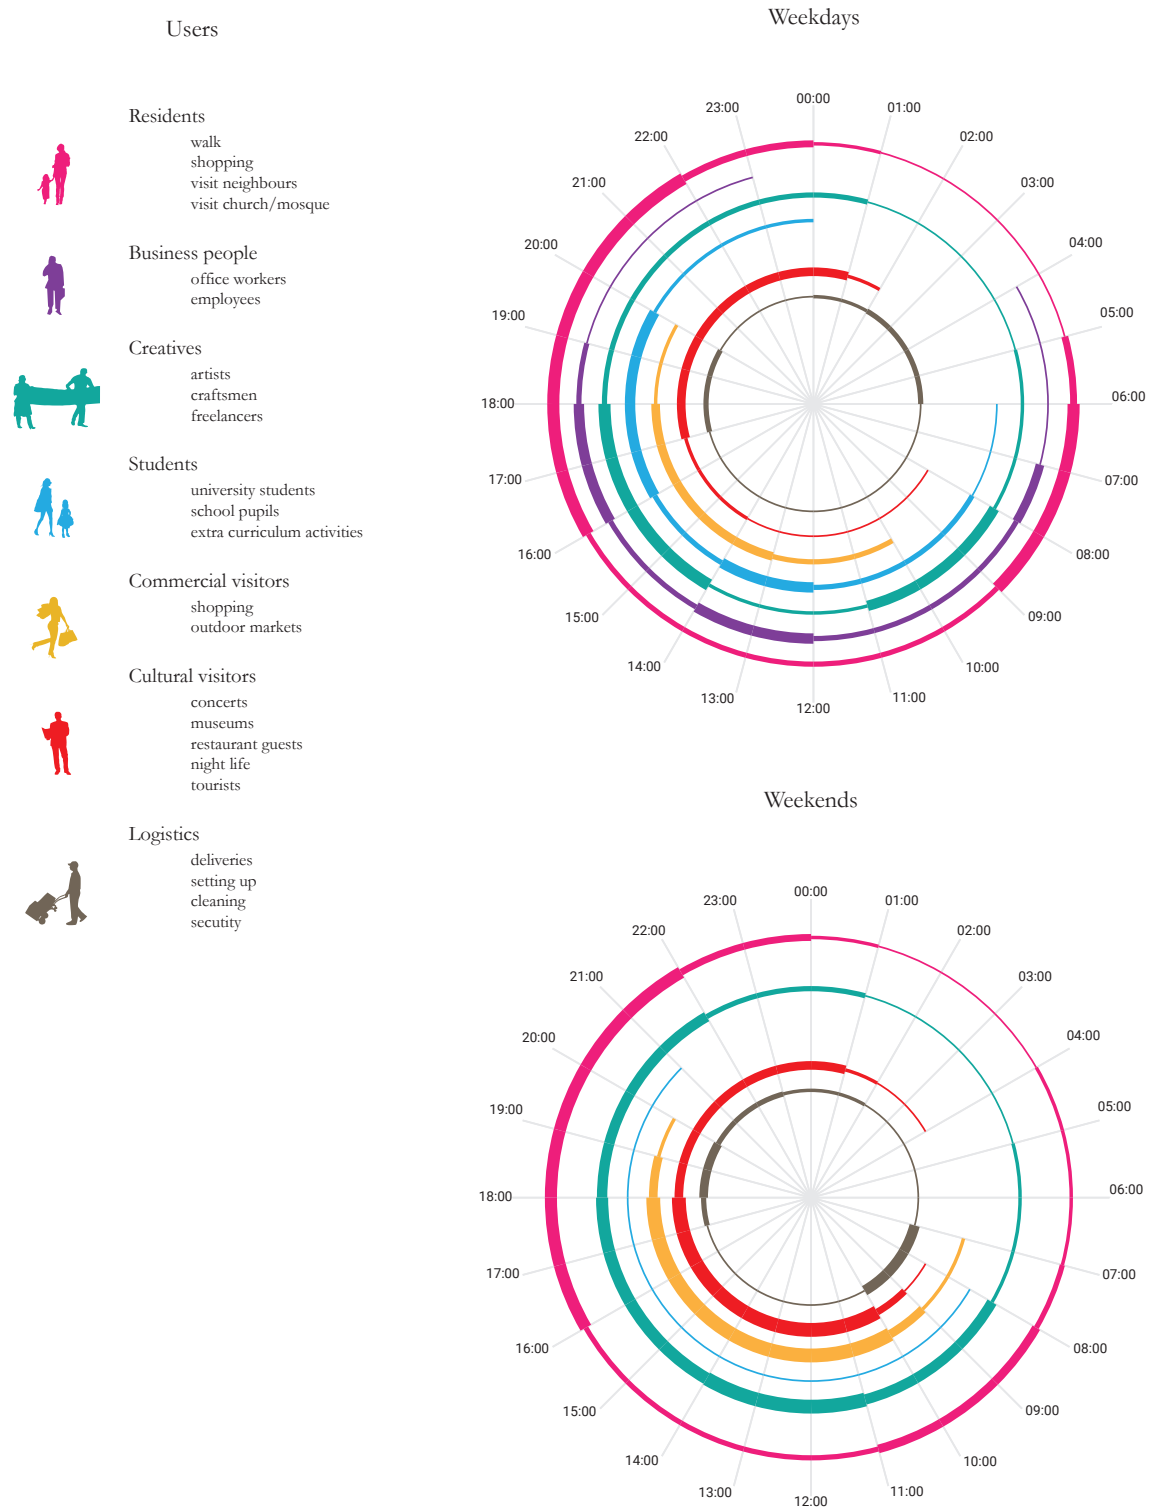 Users
Residents
walk
shopping
visit neighbours
visit church/mosque
Business people
office workers
employees
Creatives
artists
craftsmen
freelancers
Students
university students
school pupils
extra curriculum activities
Commercial visitors
shopping
outdoor markets
Cultural visitors
concerts
museums
restaurant guests
night life
tourists
Logistics
deliveries
setting up
cleaning
secutity
Weekdays
00:00
01:00
02:00
03:00
04:00
05:00
06:00
07:00
08:00
09:00
10:00
11:00
12:00
13:00
14:00
15:00
16:00
17:00
18:00
19:00
20:00
21:00
22:00
23:00
Weekends
00:00
01:00
02:00
03:00
04:00
05:00
06:00
07:00
08:00
09:00
10:00
11:00
12:00
13:00
14:00
15:00
16:00
17:00
18:00
19:00
20:00
21:00
22:00
23:00